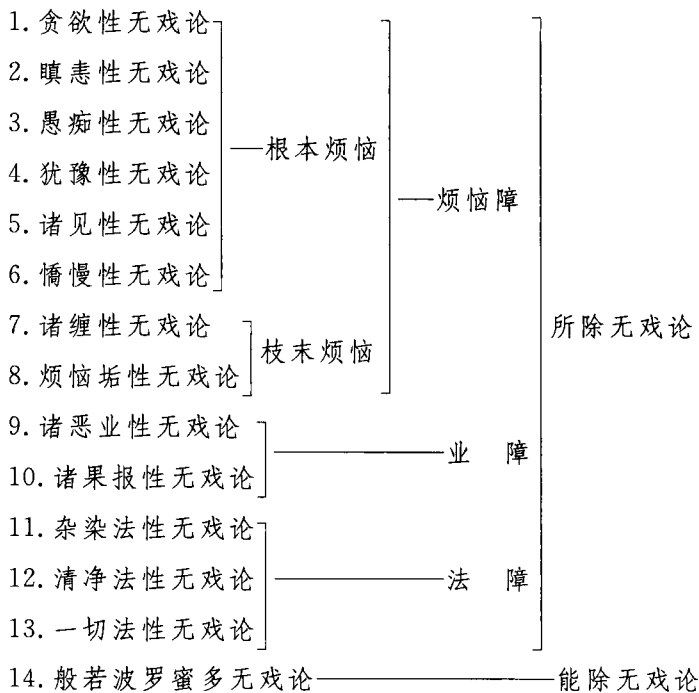 1.贪欲性无戏论
2.瞋恚性无戏论
3.愚痴性无戏论
根本烦恼
4.犹豫性无戏论
烦恼障
5.诸见性无戏论
6.憍慢性无戏论
7.诸缠性无戏论
所除无戏论
枝末烦恼
8.烦恼垢性无戏论
9.诸恶业性无戏论
业 障
10.诸果报性无戏论
11.杂染法性无戏论
12.清净法性无戏论
法 障
13.一切法性无戏论
14.般若波罗蜜多无戏论
能除无戏论